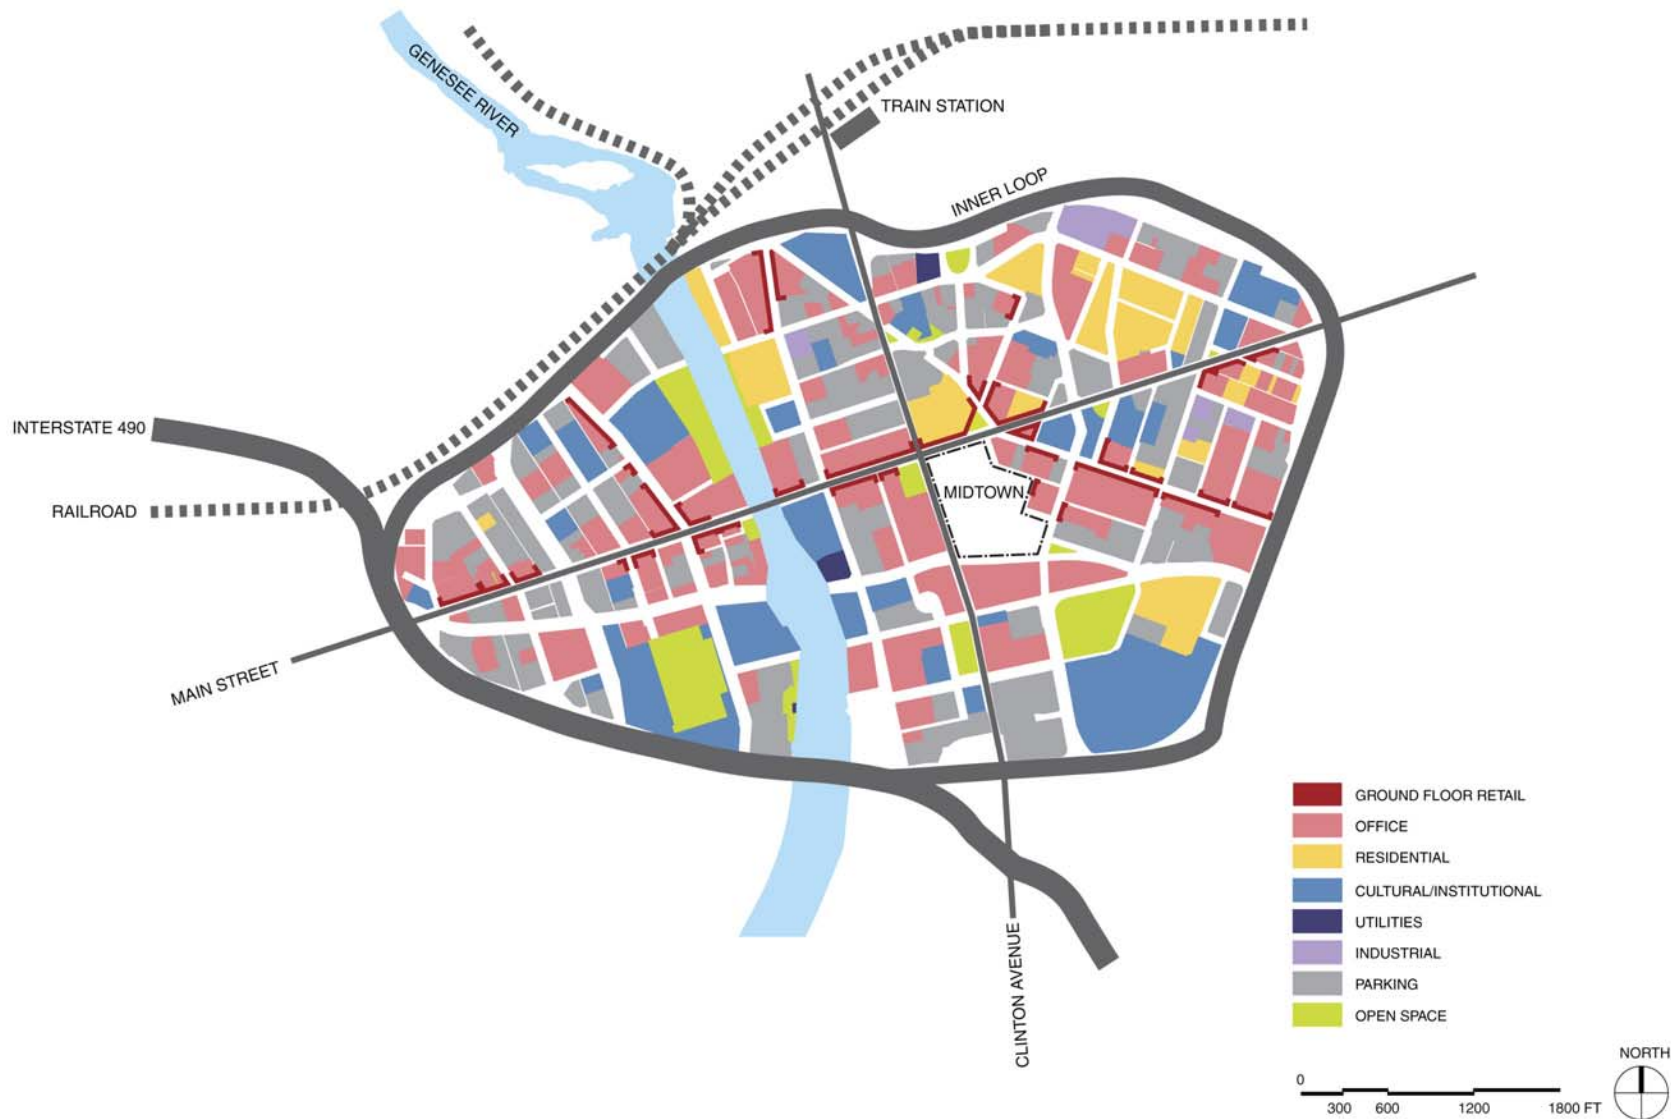 GENESEE RIVER
TRAIN STATION
INNER LOOP
INTERSTATE 490
RAILROAD
MIDTOWN
MAIN STREET
CLINTON AVENUE
GROUND FLOOR RETAIL
OFFICE
RESIDENTIAL
CULTURAL/INSTITUTIONAL
UTILITIES
INDUSTRIAL
PARKING
OPEN SPACE
NORTH
0
300 600 1200 1800 FT